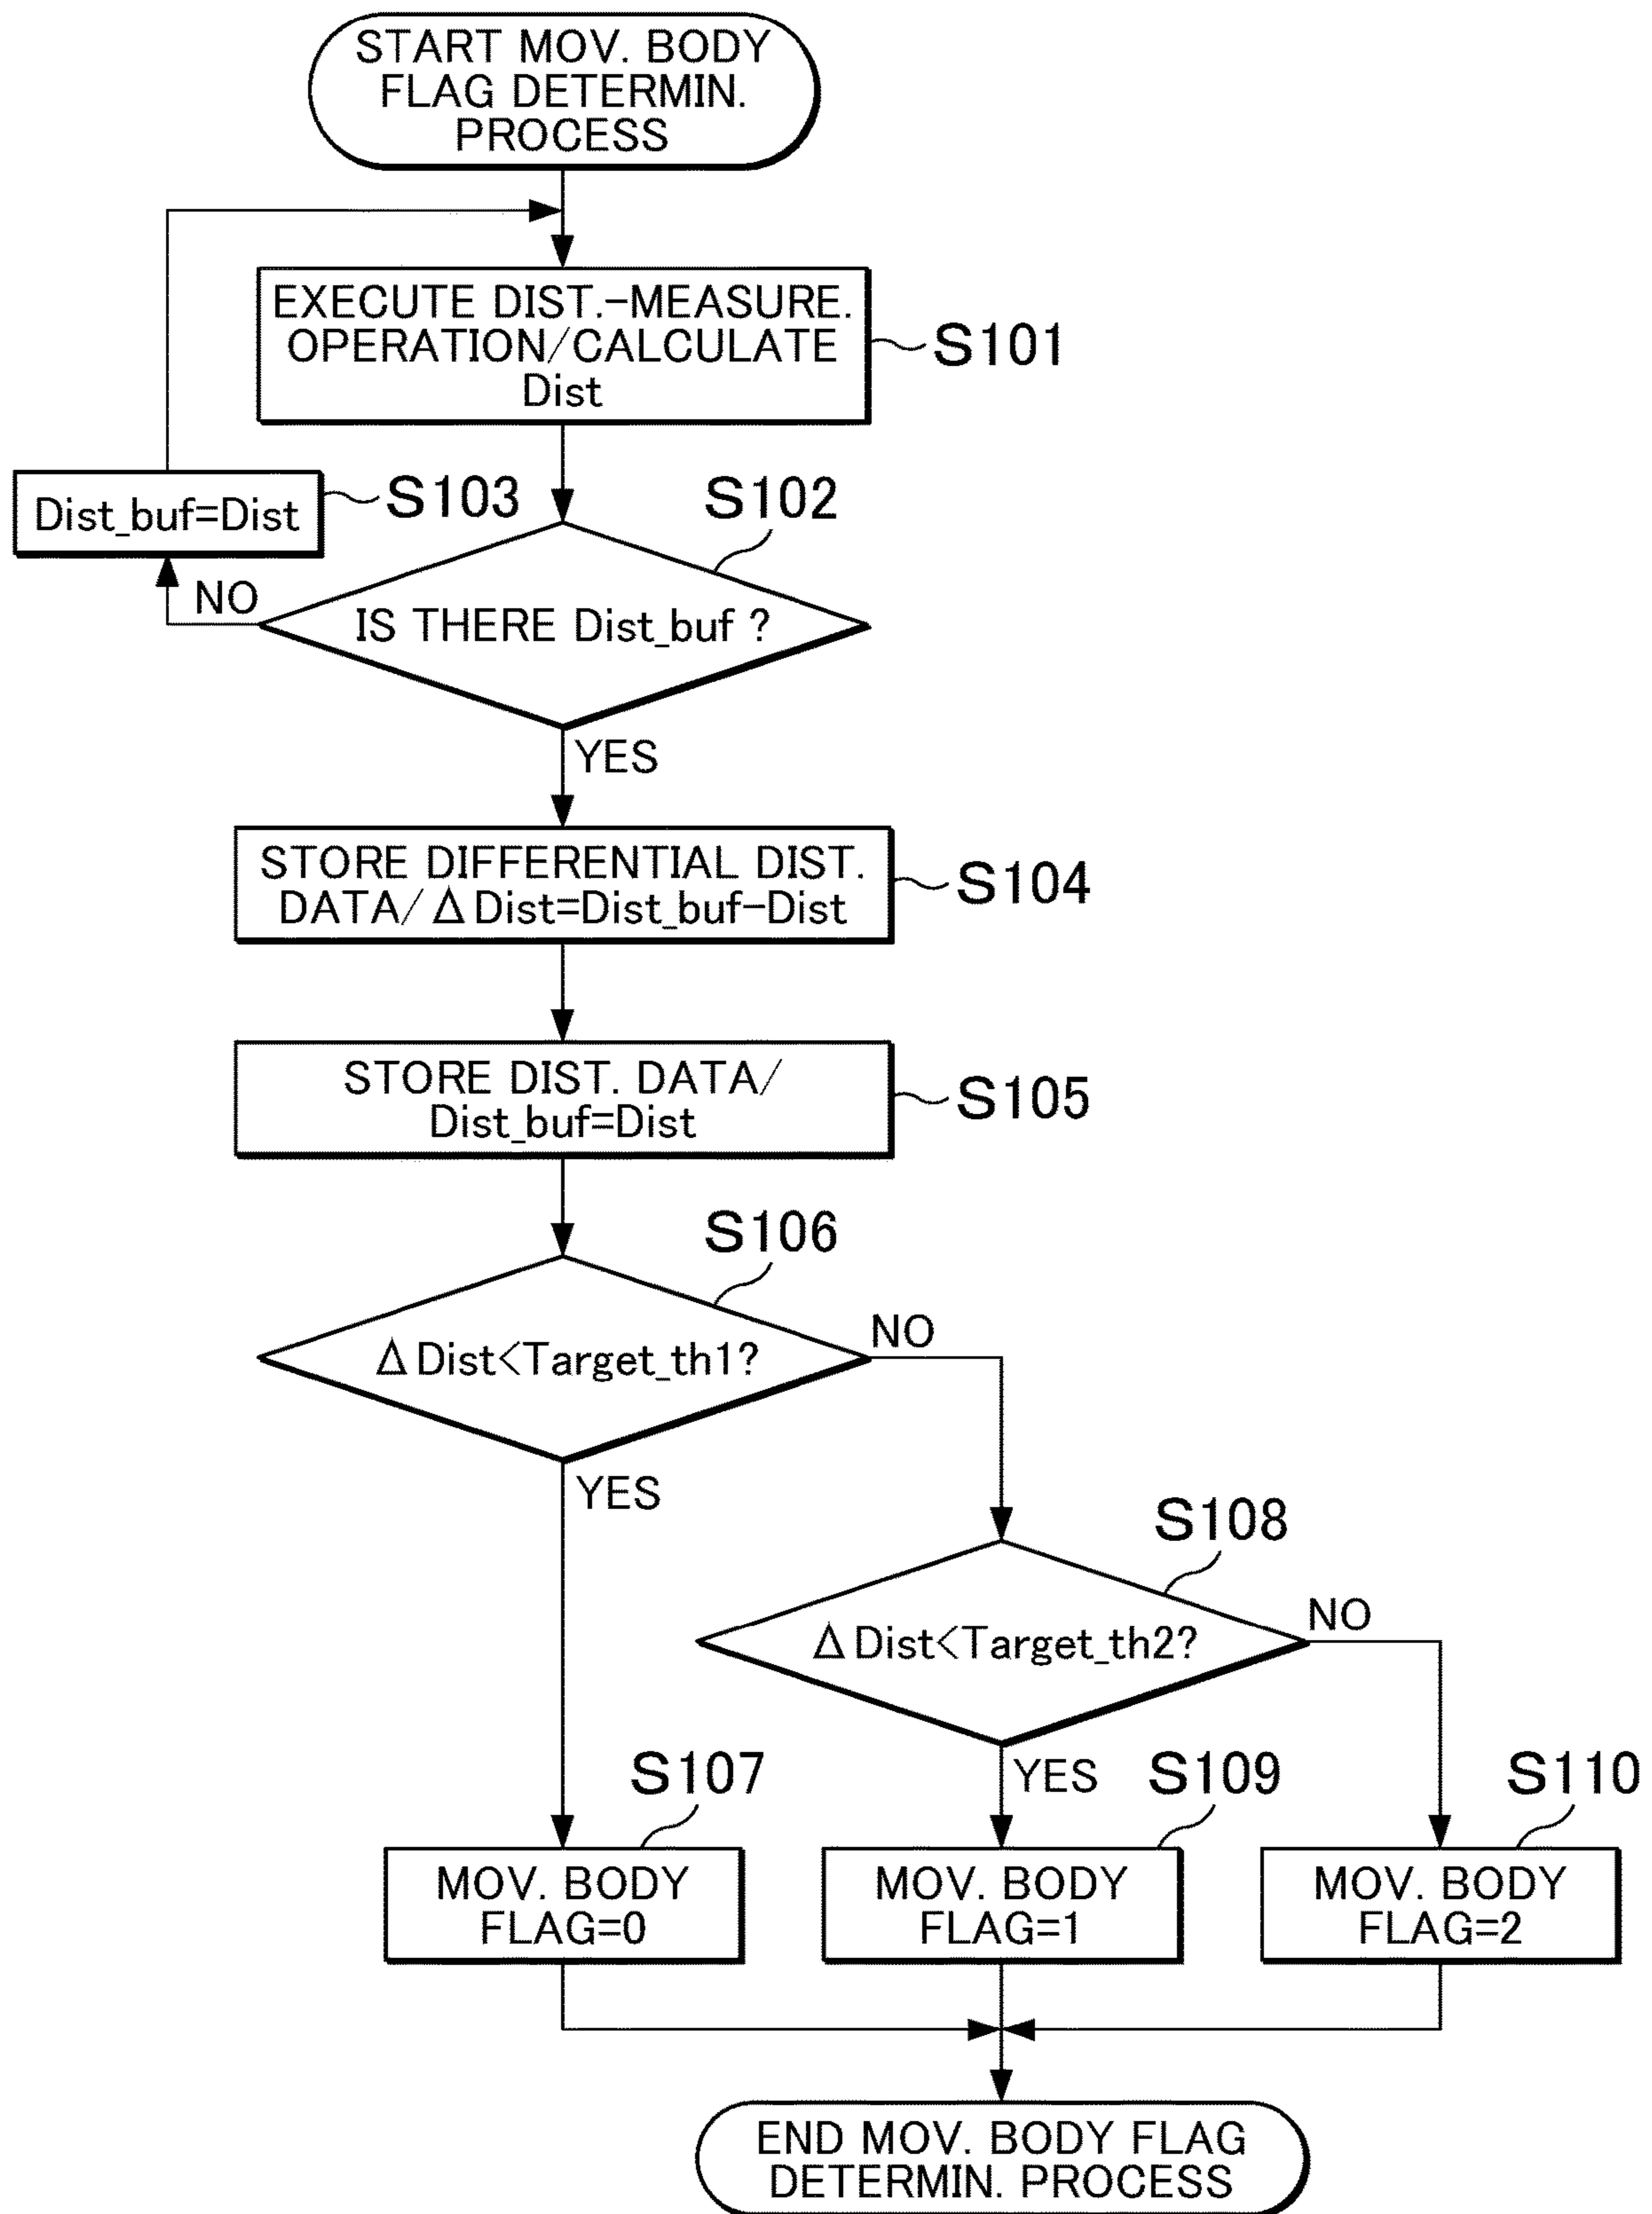 START MOV. BODY
FLAG DETERMIN.
PROCESS
EXECUTE DIST.-MEASURE.
OPERATION/CALCULATE
Dist
S101
Dist_buf=Dist
S103
S102
NO
IS THERE Dist_buf ?
YES
STORE DIFFERENTIAL DIST.
DATA/ΔDist=Dist_buf-Dist
S104
STORE DIST. DATA/
Dist_buf=Dist
S105
S106
ΔDist<Target_th1?
NO
YES
S108
ΔDist<Target_th2?
NO
YES
S107
S109
S110
MOV. BODY
FLAG=0
MOV. BODY
FLAG=1
MOV. BODY
FLAG=2
END MOV. BODY FLAG
DETERMIN. PROCESS